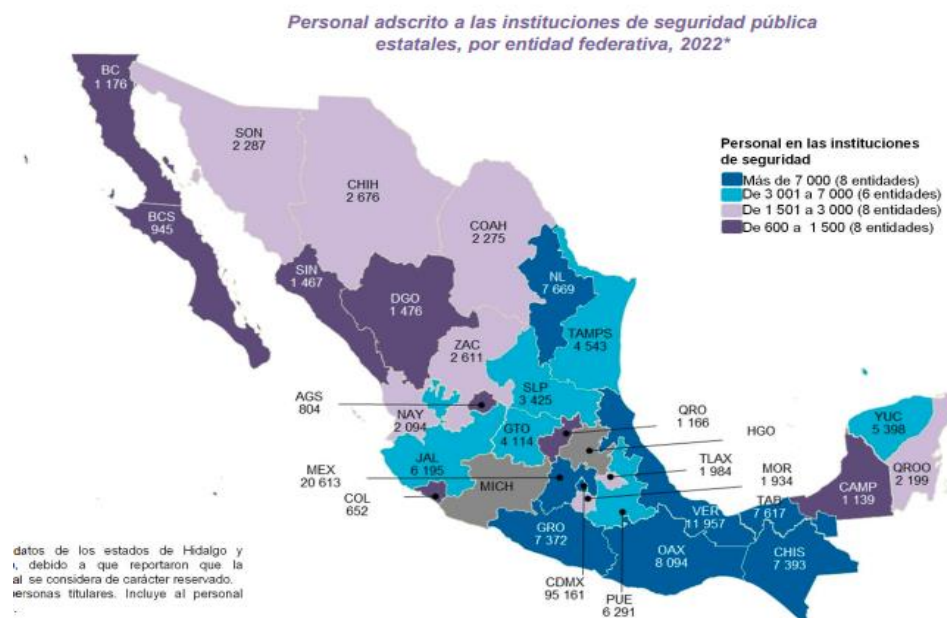 Personal adscrito a las instituciones de seguridad pública
estatales, por entidad federativa, 2022*
BC
1 176
SON
2 287
CHIH
2 676
COAH
2 275
BCS
945
SIN
1 467
DGO
1 476
NL
7 669
TAMPS
4 543
ZAC
2 611
SLP
3 425
AGS
804
NAY
2 094
GTO
4 114
JAL
6 195
MEX
20 613
COL
652
MICH
QRO
1 166
HGO
TLAX
1 984
MOR
1 934
YUC
5 398
QROO
2 199
CAMP
1 139
TAB
7 617
VER
11 957
GRO
7 372
OAX
8 094
CHIS
7 393
CDMX
95 161
PUE
6 291
Personal en las instituciones
de seguridad
Más de 7 000 (8 entidades)
De 3 001 a 7 000 (6 entidades)
De 1 501 a 3 000 (8 entidades)
De 600 a 1 500 (8 entidades)
datos de los estados de Hidalgo y
, debido a que reportaron que la
al se considera de carácter reservado.
ersonas titulares. Incluye al personal
.